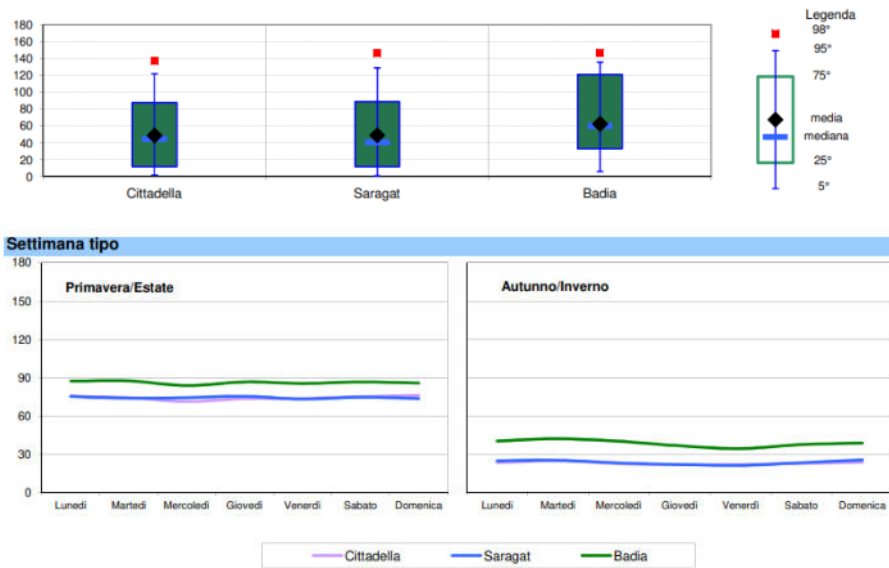 180
160
140
120
100
80
60
40
20
0
Cittadella Saragat Badia
Legenda
98°
95°
75°
media
mediana
25°
5°
Settimana tipo
180
150
120
90
60
30
0
Primavera/Estate
Autunno/Inverno
Lunedì Martedì Mercoledì Giovedì Venerdì Sabato Domenica
Lunedì Martedì Mercoledì Giovedì Venerdì Sabato Domenica
Cittadella Saragat Badia